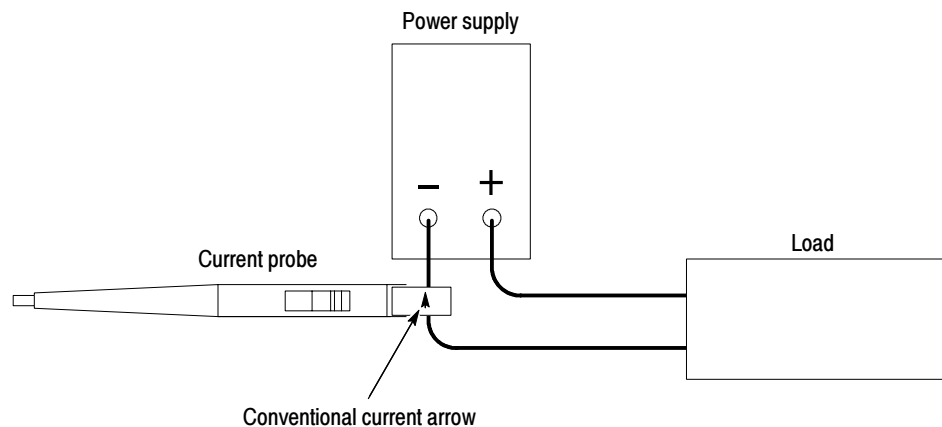 Power supply
– +
Load
Current probe
Conventional current arrow